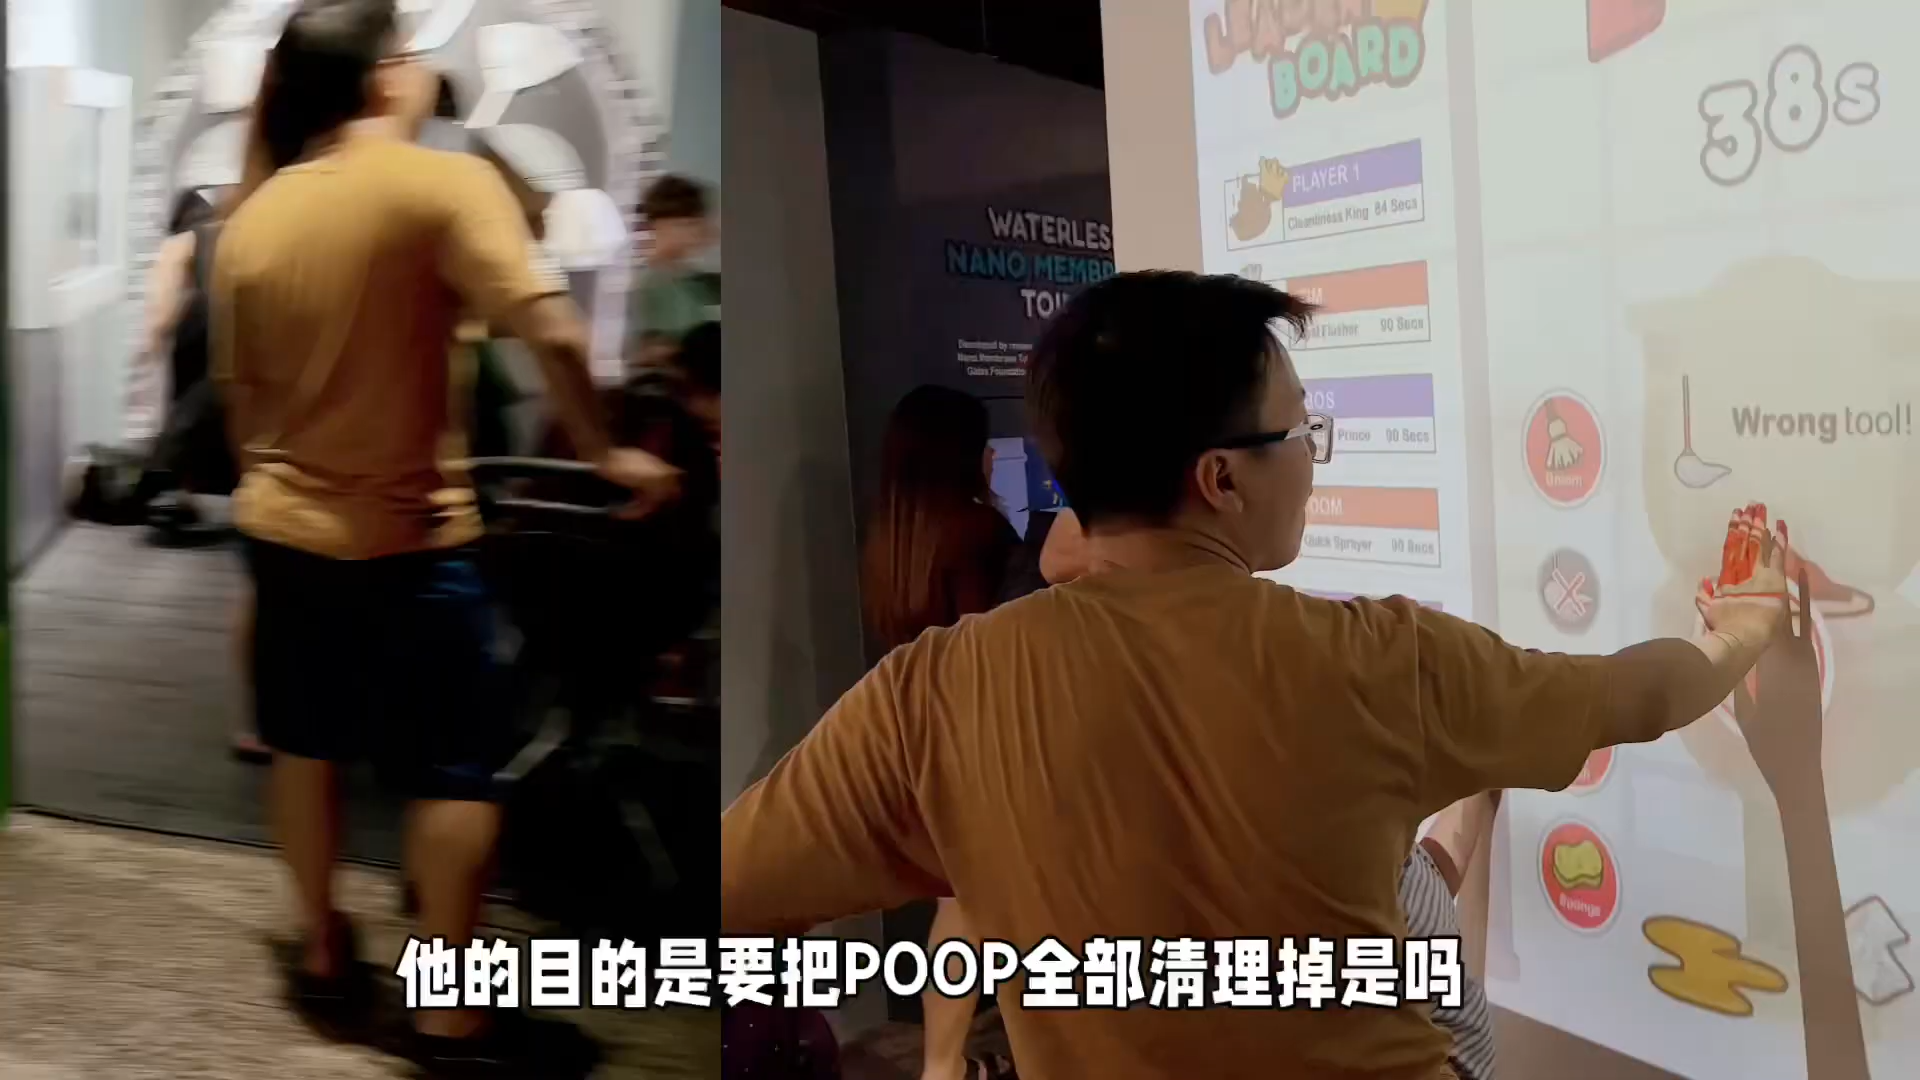 LEADER
BOARD
38s
PLAYER 1
Cleanliness King 84 Secs
WATERLES
NANO MEMBR
TOI
90 Secs
Prince 90 Secs
Quick Sprayer 90 Secs
Wrong tool!
Sponge
他的目的是要把POOP全部清理掉是吗